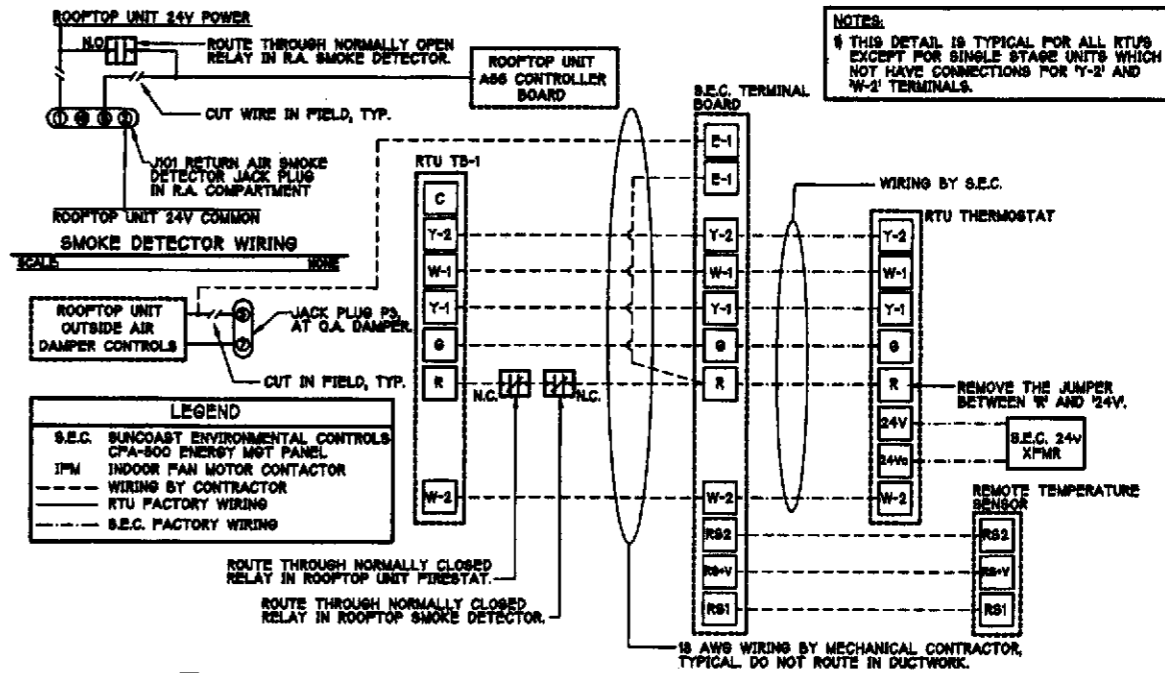 ROOFTOP UNIT 24V POWER
N.O.
ROUTE THROUGH NORMALLY OPEN
RELAY IN R.A. SMOKE DETECTOR.
ROOFTOP UNIT
A56 CONTROLLER
BOARD
CUT WIRE IN FIELD, TYP.
J101 RETURN AIR SMOKE
DETECTOR JACK PLUG
IN R.A. COMPARTMENT
ROOFTOP UNIT 24V COMMON
SMOKE DETECTOR WIRING
SCALE: NONE
NOTES:
THIS DETAIL IS TYPICAL FOR ALL RTU'S
EXCEPT FOR SINGLE STAGE UNITS WHICH
NOT HAVE CONNECTIONS FOR 'Y-2' AND
'W-2' TERMINALS.
ROOFTOP UNIT
OUTSIDE AIR
DAMPER CONTROLS
JACK PLUG P3,
AT O.A. DAMPER.
CUT IN FIELD, TYP.
LEGEND
S.E.C. SUNCOAST ENVIRONMENTAL CONTROLS
CPA-500 ENERGY MGT PANEL
IFM INDOOR FAN MOTOR CONTACTOR
WIRING BY CONTRACTOR
RTU FACTORY WIRING
S.E.C. FACTORY WIRING
RTU TB-1
C
Y-2
W-1
Y-1
G
R
W-2
N.C.
N.C.
S.E.C. TERMINAL
BOARD
E-1
E-1
Y-2
W-1
Y-1
G
R
W-2
RS2
RS+V
RS1
WIRING BY S.E.C.
RTU THERMOSTAT
Y-2
W-1
Y-1
G
R
24V
24Vc
W-2
REMOVE THE JUMPER
BETWEEN 'R' AND '24V'.
S.E.C. 24v
XFMR
REMOTE TEMPERATURE
SENSOR
RS2
RS+V
RS1
ROUTE THROUGH NORMALLY CLOSED
RELAY IN ROOFTOP UNIT FIRESTAT.
ROUTE THROUGH NORMALLY CLOSED
RELAY IN ROOFTOP SMOKE DETECTOR.
18 AWG WIRING BY MECHANICAL CONTRACTOR,
TYPICAL. DO NOT ROUTE IN DUCTWORK.